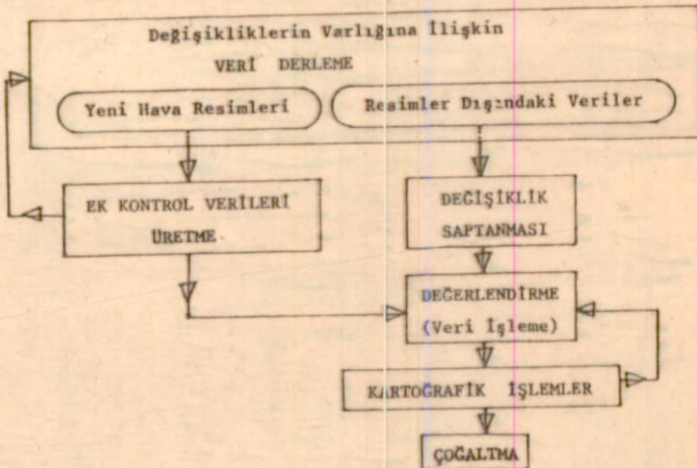 Değişikliklerin Varlığına İlişkin
VERİ DERLEME
Yeni Hava Resimleri
Resimler Dışındaki Veriler
EK KONTROL VERİLERİ
ÜRETME
DEĞİŞİKLİK
SAPTANMASI
DEĞERLENDİRME
(Veri İşleme)
KARTOĞRAFİK İŞLEMLER
ÇOĞALTMA